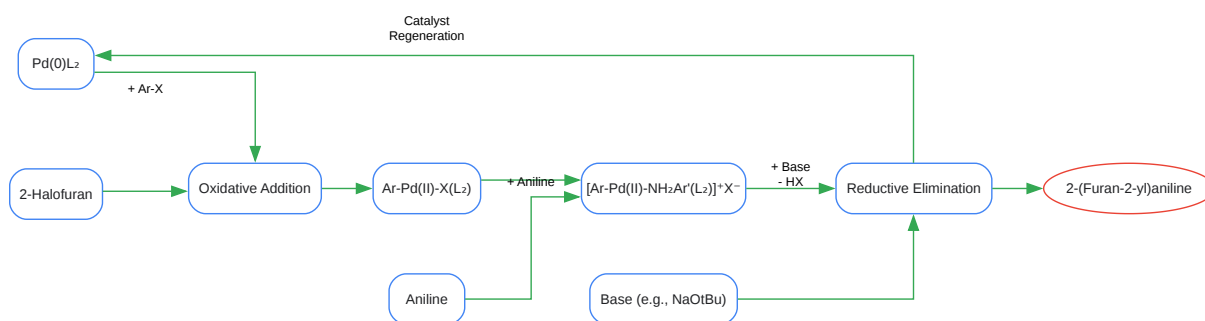 Catalyst
Regeneration
Pd(0)L₂
+ Ar-X
2-Halofuran
Oxidative Addition
Ar-Pd(II)-X(L₂)
+ Aniline
[Ar-Pd(II)-NH₂Ar'(L₂)]⁺X⁻
+ Base
- HX
Reductive Elimination
2-(Furan-2-yl)aniline
Aniline
Base (e.g., NaOtBu)